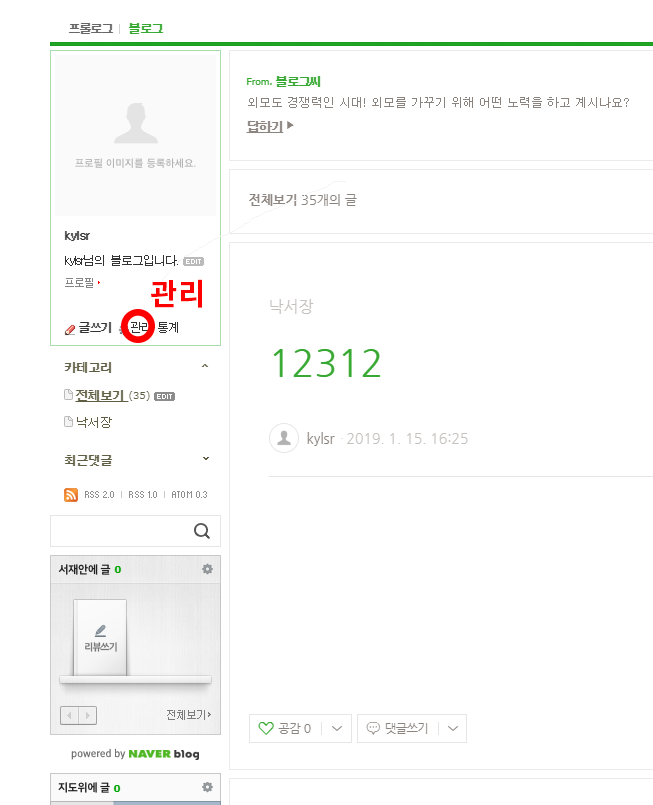 프롤로그 | 블로그
프로필 이미지를 등록하세요.
kylsr
kylsr님의 블로그입니다. EDIT
프로필
관리
글쓰기 관리 통계
카테고리
전체보기 (35) EDIT
낙서장
최근댓글
RSS 2.0 | RSS 1.0 | ATOM 0.3
서재안에 글 0
리뷰쓰기
전체보기
powered by NAVER blog
지도위에 글 0
From. 블로그씨
외모도 경쟁력인 시대! 외모를 가꾸기 위해 어떤 노력을 하고 계시나요?
답하기
전체보기 35개의 글
낙서장
12312
kylsr · 2019. 1. 15. 16:25
공감 0
댓글쓰기